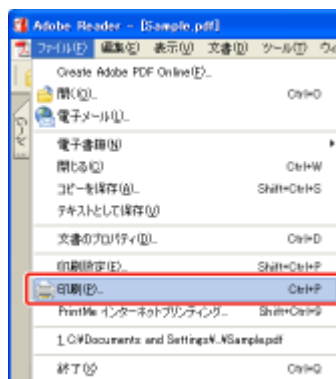 Adobe Reader - [Sample.pdf]
ファイル(F) 編集(E) 表示(V) 文書(D) ツール(T) ウィ
Create Adobe PDF Online(F)...
開く(O)... Ctrl+O
電子メール(L)...
電子書籍(N)
閉じる(C) Ctrl+W
コピーを保存(A)... Shift+Ctrl+S
テキストとして保存(V)
文書のプロパティ(D)... Ctrl+D
印刷設定(E)... Shift+Ctrl+P
印刷(P)... Ctrl+P
PrintMe インターネットプリンティング... Shift+Ctrl+9
1 C:¥Documents and Settings¥..¥Sample.pdf
終了(X) Ctrl+Q